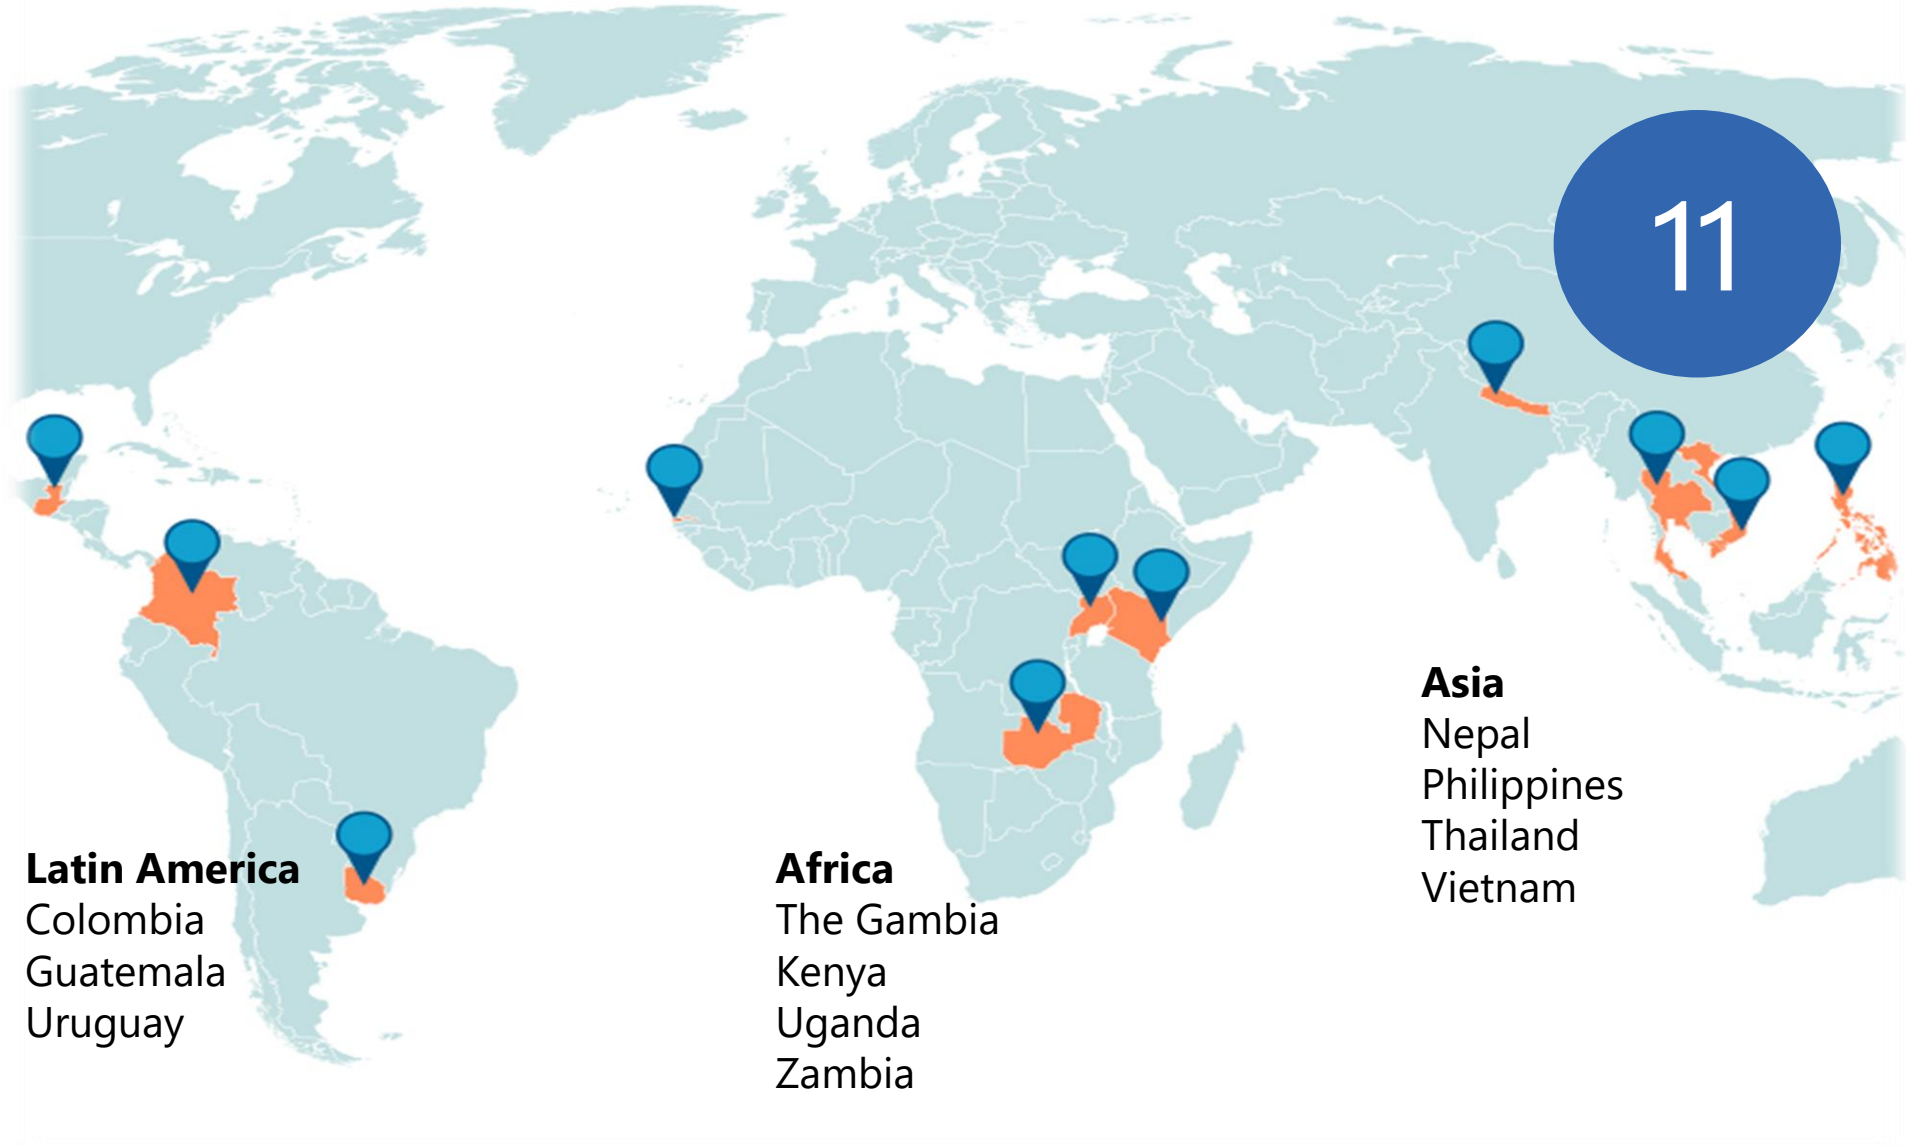 11
Latin America
Colombia
Guatemala
Uruguay
Africa
The Gambia
Kenya
Uganda
Zambia
Asia
Nepal
Philippines
Thailand
Vietnam